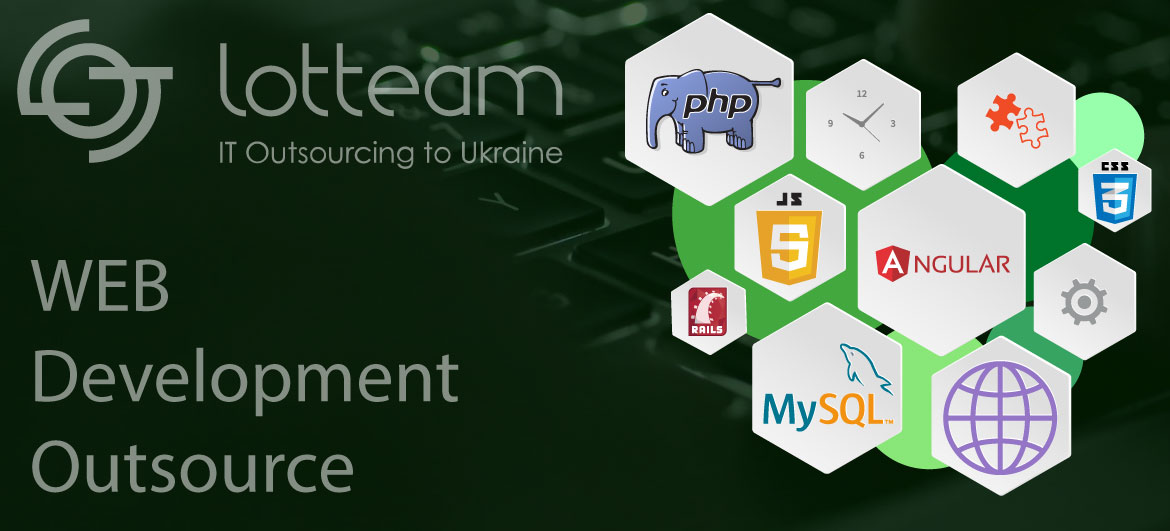 Lotteam
IT Outsourcing to Ukraine
WEB
Development
Outsource
php
12
9
3
6
CSS
3
JS
5
ANGULAR
RAILS
MySQL™
Y